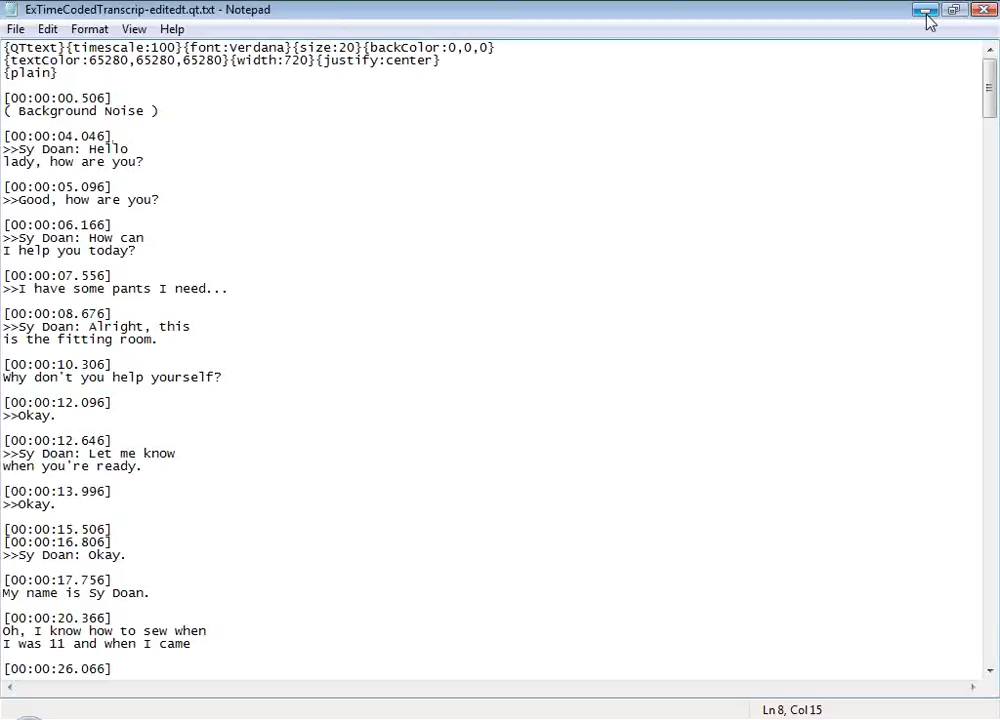 ExTimeCodedTranscrip-editedt.qt.txt - Notepad
File Edit Format View Help
{QTtext}{timescale:100}{font:Verdana}{size:20}{backColor:0,0,0}
{textColor:65280,65280,65280}{width:720}{justify:center}
{plain}
[00:00:00.506]
( Background Noise )
[00:00:04.046]
>>Sy Doan: Hello
lady, how are you?
[00:00:05.096]
>>Good, how are you?
[00:00:06.166]
>>Sy Doan: How can
I help you today?
[00:00:07.556]
>>I have some pants I need...
[00:00:08.676]
>>Sy Doan: Alright, this
is the fitting room.
[00:00:10.306]
Why don't you help yourself?
[00:00:12.096]
>>Okay.
[00:00:12.646]
>>Sy Doan: Let me know
when you're ready.
[00:00:13.996]
>>Okay.
[00:00:15.506]
[00:00:16.806]
>>Sy Doan: Okay.
[00:00:17.756]
My name is Sy Doan.
[00:00:20.366]
Oh, I know how to sew when
I was 11 and when I came
[00:00:26.066]
Ln 8, Col 15